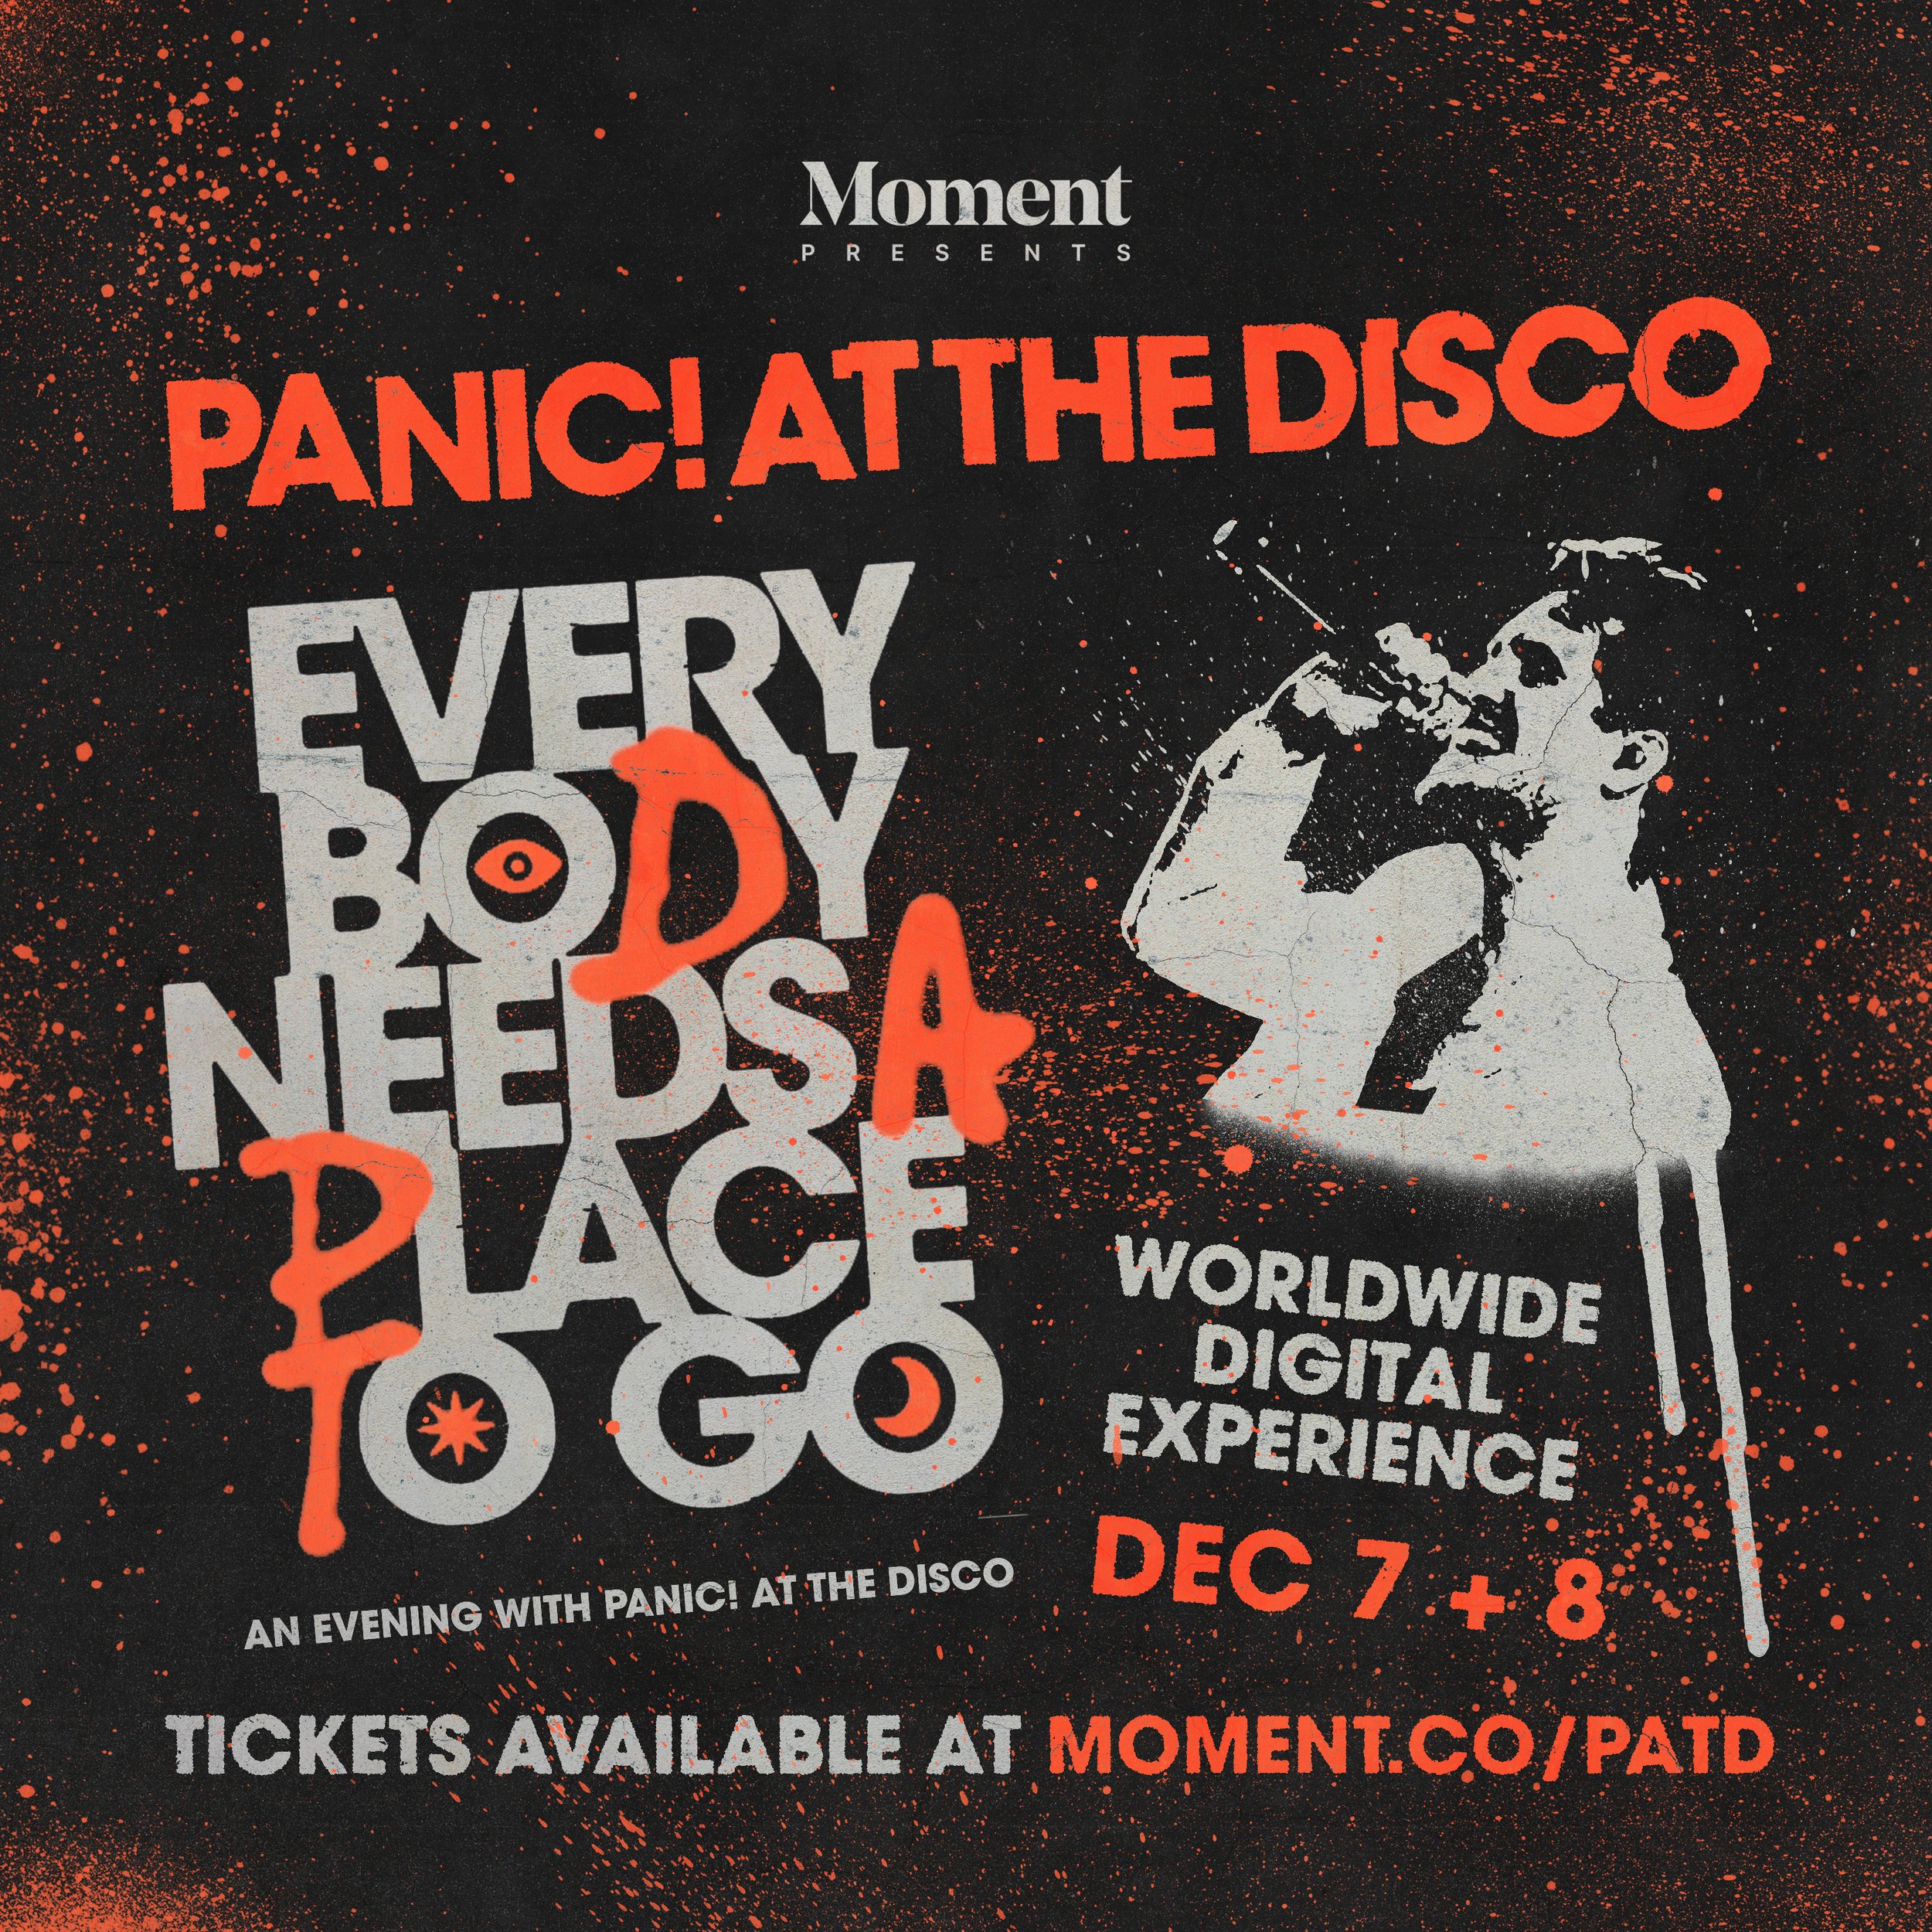 Moment
PRESENTS
PANIC! AT THE DISCO
EVERY
BODY
NEEDS A
PLACE
TO GO
AN EVENING WITH PANIC! AT THE DISCO
WORLDWIDE
DIGITAL
EXPERIENCE
DEC 7 + 8
TICKETS AVAILABLE AT MOMENT.CO/PATD